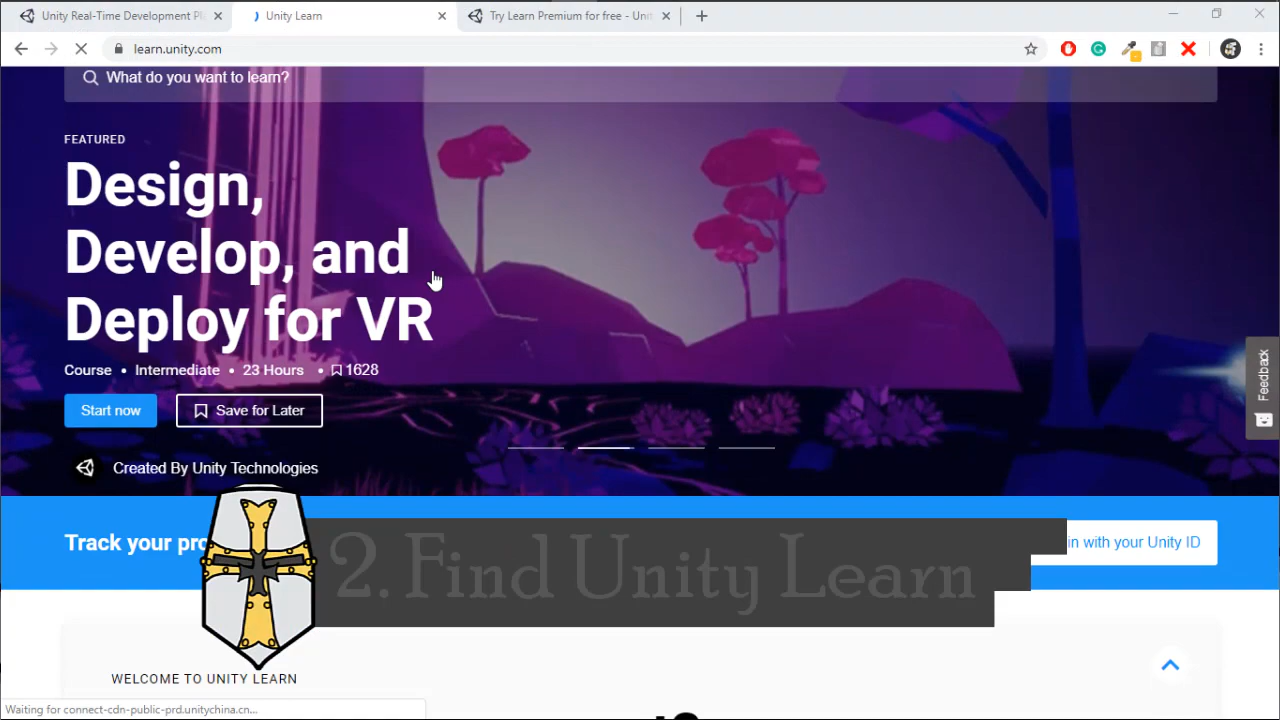 Unity Real-Time Development Pl
Unity Learn
Try Learn Premium for free - Unit
learn.unity.com
What do you want to learn?
FEATURED
Design,
Develop, and
Deploy for VR
Course • Intermediate • 23 Hours • 1628
Start now
Save for Later
Feedback
Created By Unity Technologies
Track your pro
in with your Unity ID
2. Find Unity Learn
WELCOME TO UNITY LEARN
Waiting for connect-cdn-public-prd.unitychina.cn...